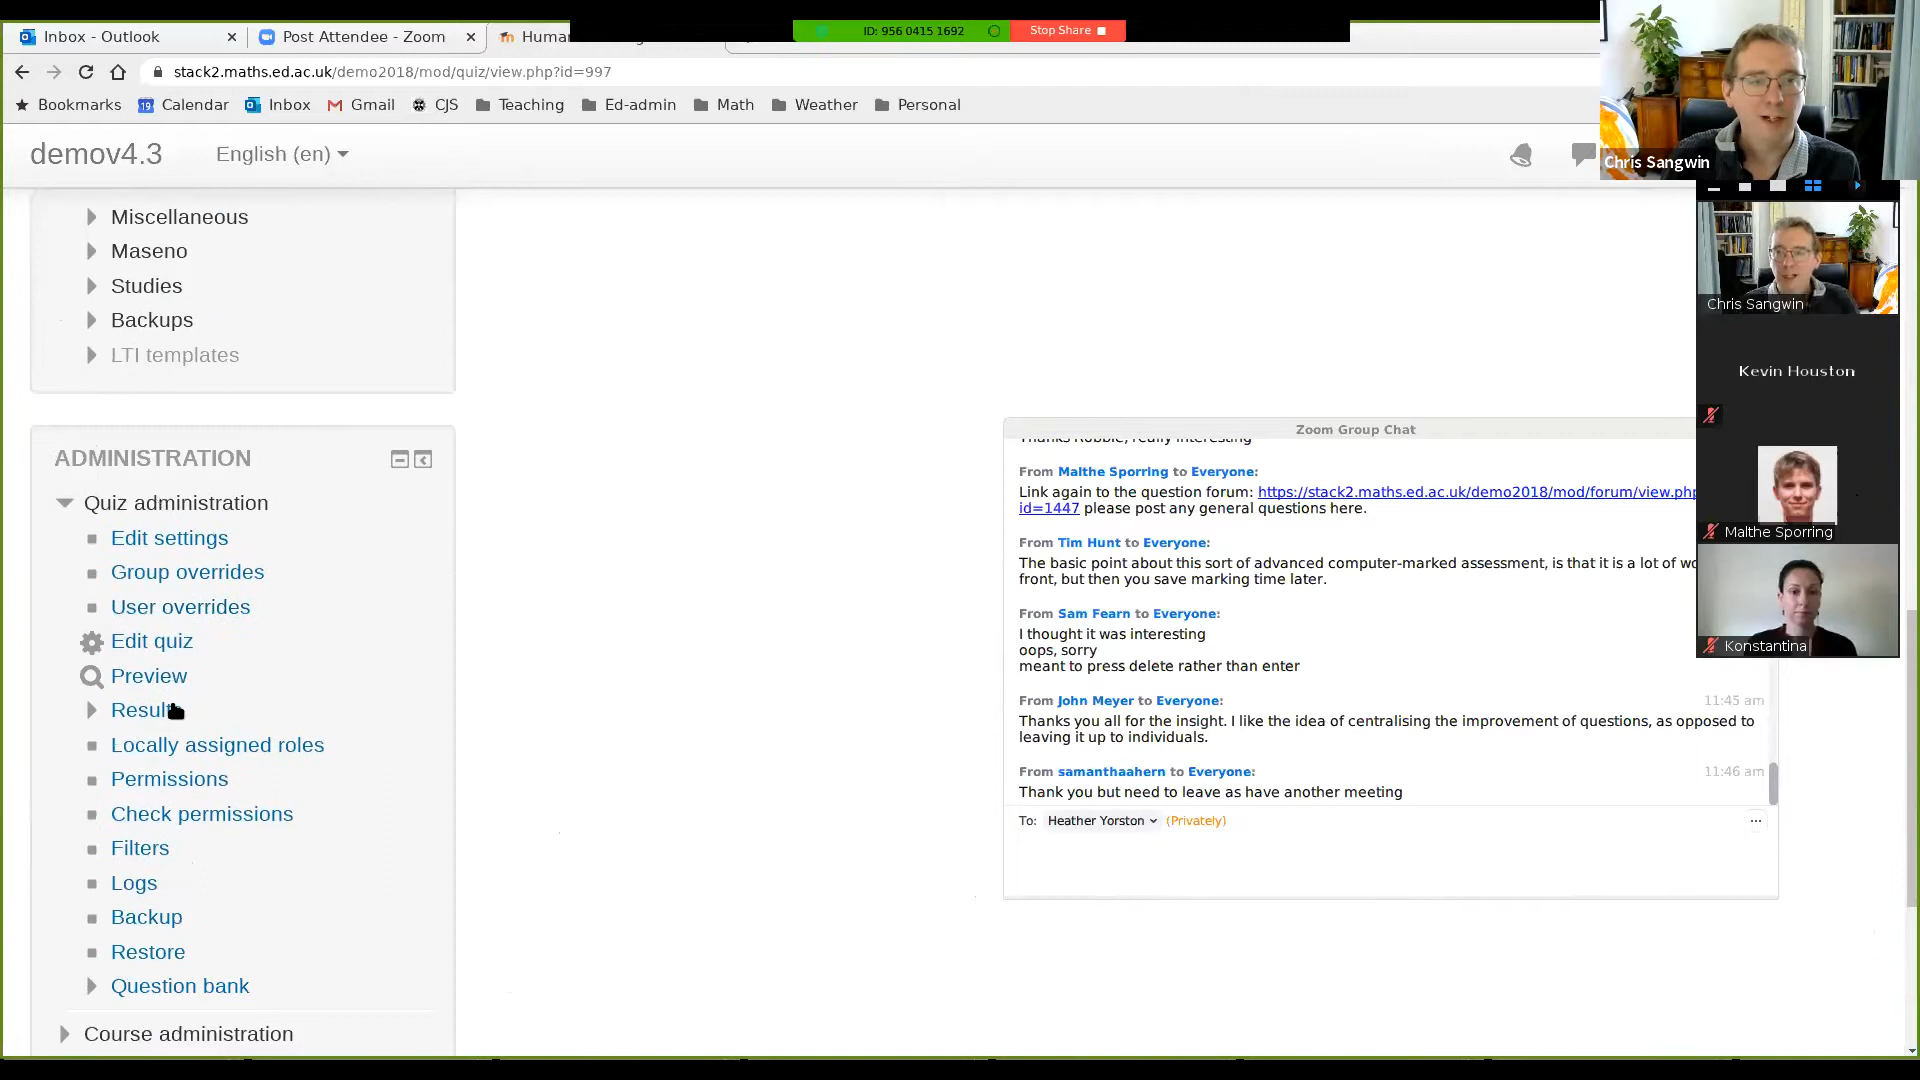 Inbox - Outlook
Post Attendee - Zoom
Human
ID: 956 0415 1692
Stop Share
stack2.maths.ed.ac.uk/demo2018/mod/quiz/view.php?id=997
Bookmarks
Calendar
Inbox
Gmail
CJS
Teaching
Ed-admin
Math
Weather
Personal
demov4.3
English (en)
Chris Sangwin
Miscellaneous
Maseno
Studies
Backups
LTI templates
ADMINISTRATION
Quiz administration
Edit settings
Group overrides
User overrides
Edit quiz
Preview
Result
Locally assigned roles
Permissions
Check permissions
Filters
Logs
Backup
Restore
Question bank
Course administration
Zoom Group Chat
Thanks Robbie, really interesting
From Malthe Sporring to Everyone:
Link again to the question forum: https://stack2.maths.ed.ac.uk/demo2018/mod/forum/view.php
id=1447 please post any general questions here.
From Tim Hunt to Everyone:
The basic point about this sort of advanced computer-marked assessment, is that it is a lot of wo
front, but then you save marking time later.
From Sam Fearn to Everyone:
I thought it was interesting
oops, sorry
meant to press delete rather than enter
From John Meyer to Everyone: 11:45 am
Thanks you all for the insight. I like the idea of centralising the improvement of questions, as opposed to
leaving it up to individuals.
From samanthaahern to Everyone: 11:46 am
Thank you but need to leave as have another meeting
To: Heather Yorston (Privately)
Chris Sangwin
Kevin Houston
Malthe Sporring
Konstantina